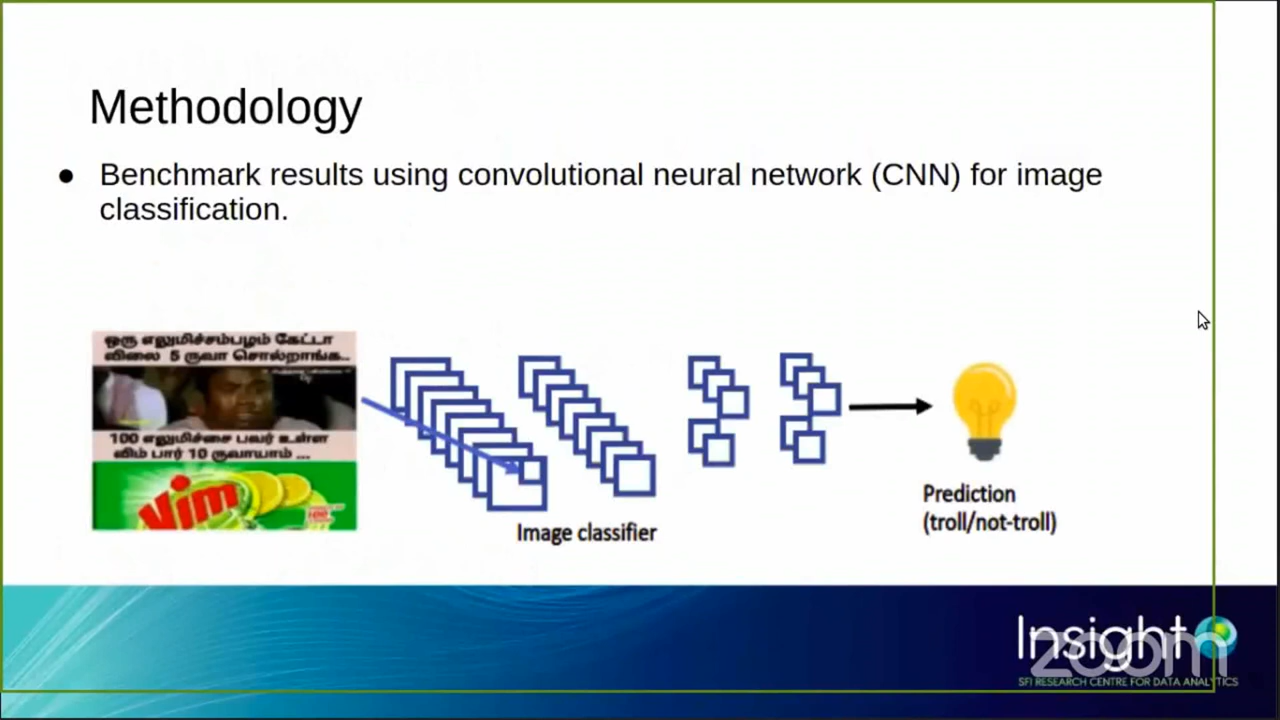 Methodology
● Benchmark results using convolutional neural network (CNN) for image
classification.
ஒரு எலுமிச்சம்பழம் கேட்டா
விலை 5 ருவா சொல்றாங்க..
100 எலுமிச்சை பவர் உள்ள
விம் பார் 10 ருவாயாம் ...
Vim
Image classifier
Prediction
(troll/not-troll)
Insight
zoom
SFI RESEARCH CENTRE FOR DATA ANALYTICS